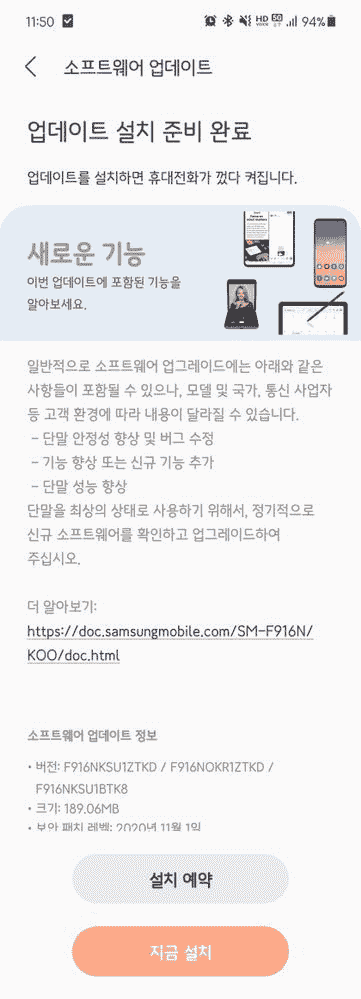 11:50
HD
VOICE
5G
94%
소프트웨어 업데이트
업데이트 설치 준비 완료
업데이트를 설치하면 휴대전화가 껐다 켜집니다.
새로운 기능
이번 업데이트에 포함된 기능을
알아보세요.
일반적으로 소프트웨어 업그레이드에는 아래와 같은
사항들이 포함될 수 있으나, 모델 및 국가, 통신 사업자
등 고객 환경에 따라 내용이 달라질 수 있습니다.
- 단말 안정성 향상 및 버그 수정
- 기능 향상 또는 신규 기능 추가
- 단말 성능 향상
단말을 최상의 상태로 사용하기 위해서, 정기적으로
신규 소프트웨어를 확인하고 업그레이드하여
주십시오.
더 알아보기:
https://doc.samsungmobile.com/SM-F916N/
KOO/doc.html
소프트웨어 업데이트 정보
• 버전: F916NKSU1ZTKD / F916NOKR1ZTKD /
F916NKSU1BTK8
• 크기: 189.06MB
• 보안 패치 레벨: 2020년 11월 1일
설치 예약
지금 설치